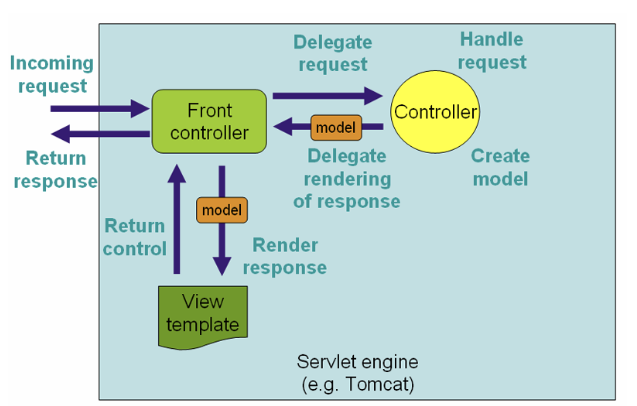 Incoming
request
Return
response
Front
controller
Delegate
request
Handle
request
Controller
model
Delegate
rendering
of response
Create
model
model
Return
control
Render
response
View
template
Servlet engine
(e.g. Tomcat)